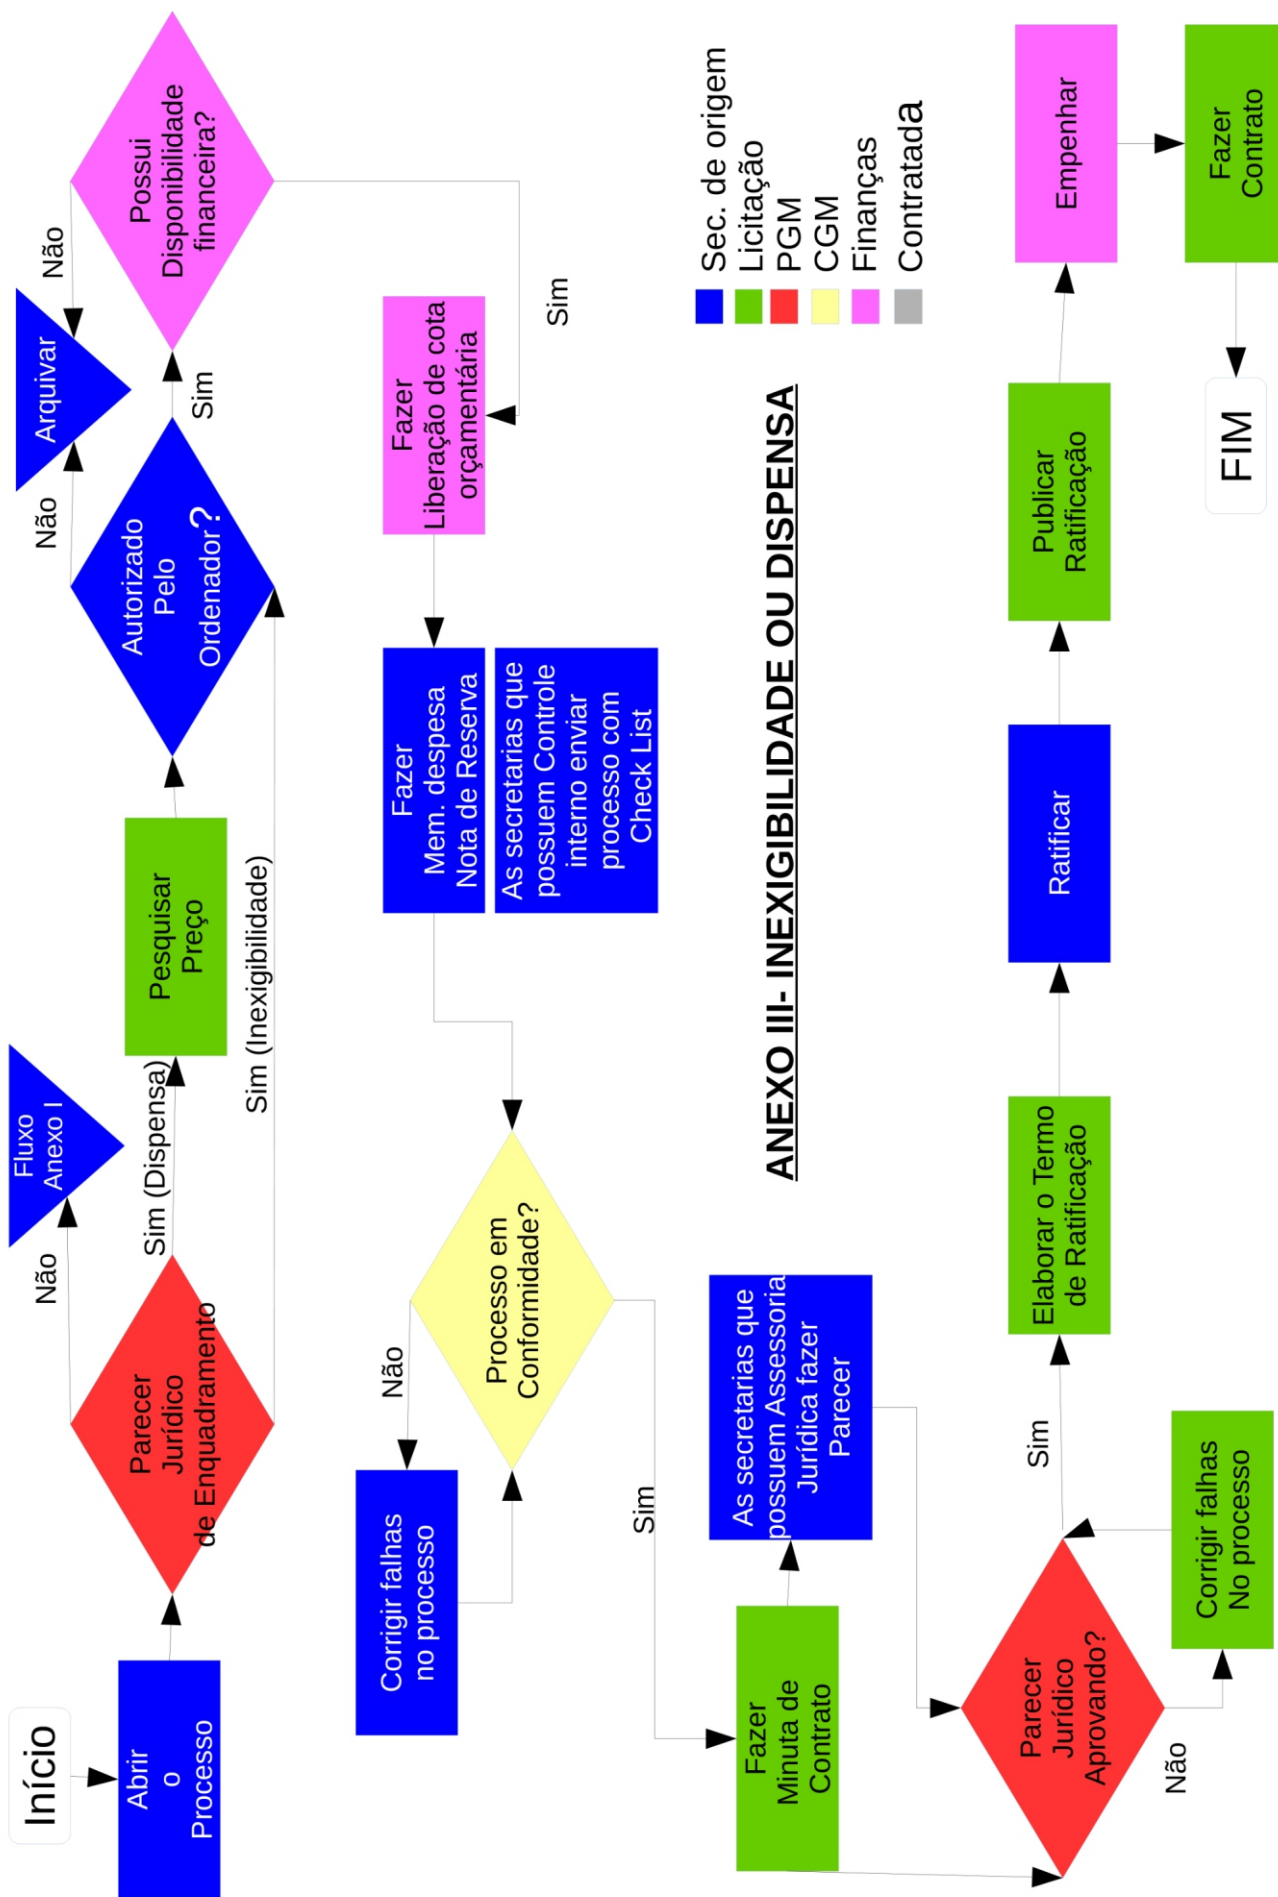 Início
Abrir
o
Processo
Parecer
Jurídico
de Enquadramento
Não
Fluxo
Anexo I
Sim (Dispensa)
Sim (Inexigibilidade)
Pesquisar
Preço
Autorizado
Pelo
Ordenador?
Não
Arquivar
Sim
Possui
Disponibilidade
financeira?
Não
Sim
Fazer
Liberação de cota
orçamentária
Fazer
Mem. despesa
Nota de Reserva
As secretarias que
possuem Controle
interno enviar
processo com
Check List
Processo em
Conformidade?
Não
Corrigir falhas
no processo
Sim
ANEXO III- INEXIGIBILIDADE OU DISPENSA
Sec. de origem
Licitação
PGM
CGM
Finanças
Contratada
Fazer
Minuta de
Contrato
As secretarias que
possuem Assessoria
Jurídica fazer
Parecer
Parecer
Jurídico
Aprovando?
Não
Corrigir falhas
No processo
Sim
Elaborar o Termo
de Ratificação
Ratificar
Publicar
Ratificação
Empenhar
Fazer
Contrato
FIM